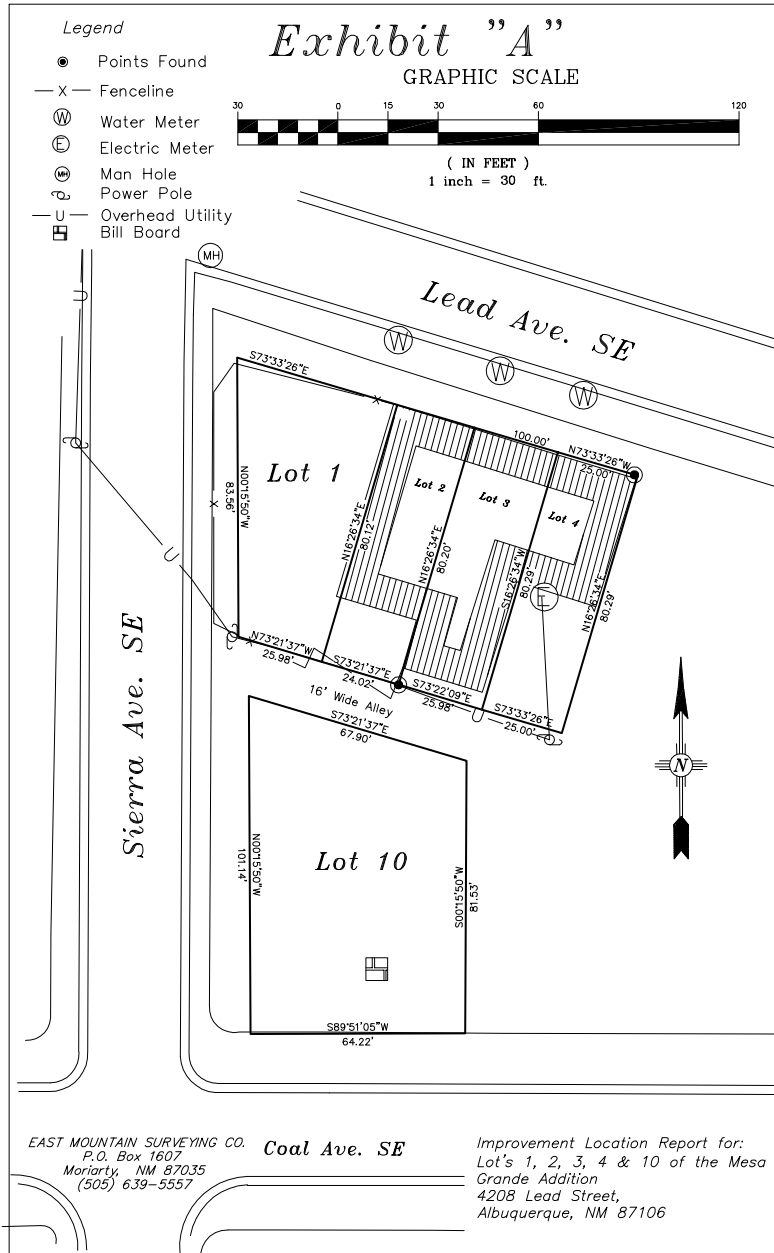 Legend
Points Found
X Fenceline
W Water Meter
E Electric Meter
MH Man Hole
Power Pole
U Overhead Utility
Bill Board
Exhibit "A"
GRAPHIC SCALE
30 0 15 30 60 120
( IN FEET )
1 inch = 30 ft.
MH
U
Lead Ave. SE
W
W
W
S73°33'26"E
X
100.00'
N73°33'26"W
25.00'
Lot 1
Lot 2
Lot 3
Lot 4
N00°15'50"W
83.56'
X
N16°26'34"E
80.12'
N16°26'34"E
80.20'
S16°26'34"W
80.29'
N16°26'34"E
80.29'
E
U
X
N73°21'37"W
25.98'
S73°21'37"E
24.02'
S73°22'09"E
25.98'
U
S73°33'26"E
25.00'
16' Wide Alley
S73°21'37"E
67.90'
Sierra Ave. SE
N
N00°15'50"W
101.14'
Lot 10
S00°15'50"W
81.53'
S89°51'05"W
64.22'
EAST MOUNTAIN SURVEYING CO.
P.O. Box 1607
Moriarty, NM 87035
(505) 639-5557
Coal Ave. SE
Improvement Location Report for:
Lot's 1, 2, 3, 4 & 10 of the Mesa
Grande Addition
4208 Lead Street,
Albuquerque, NM 87106